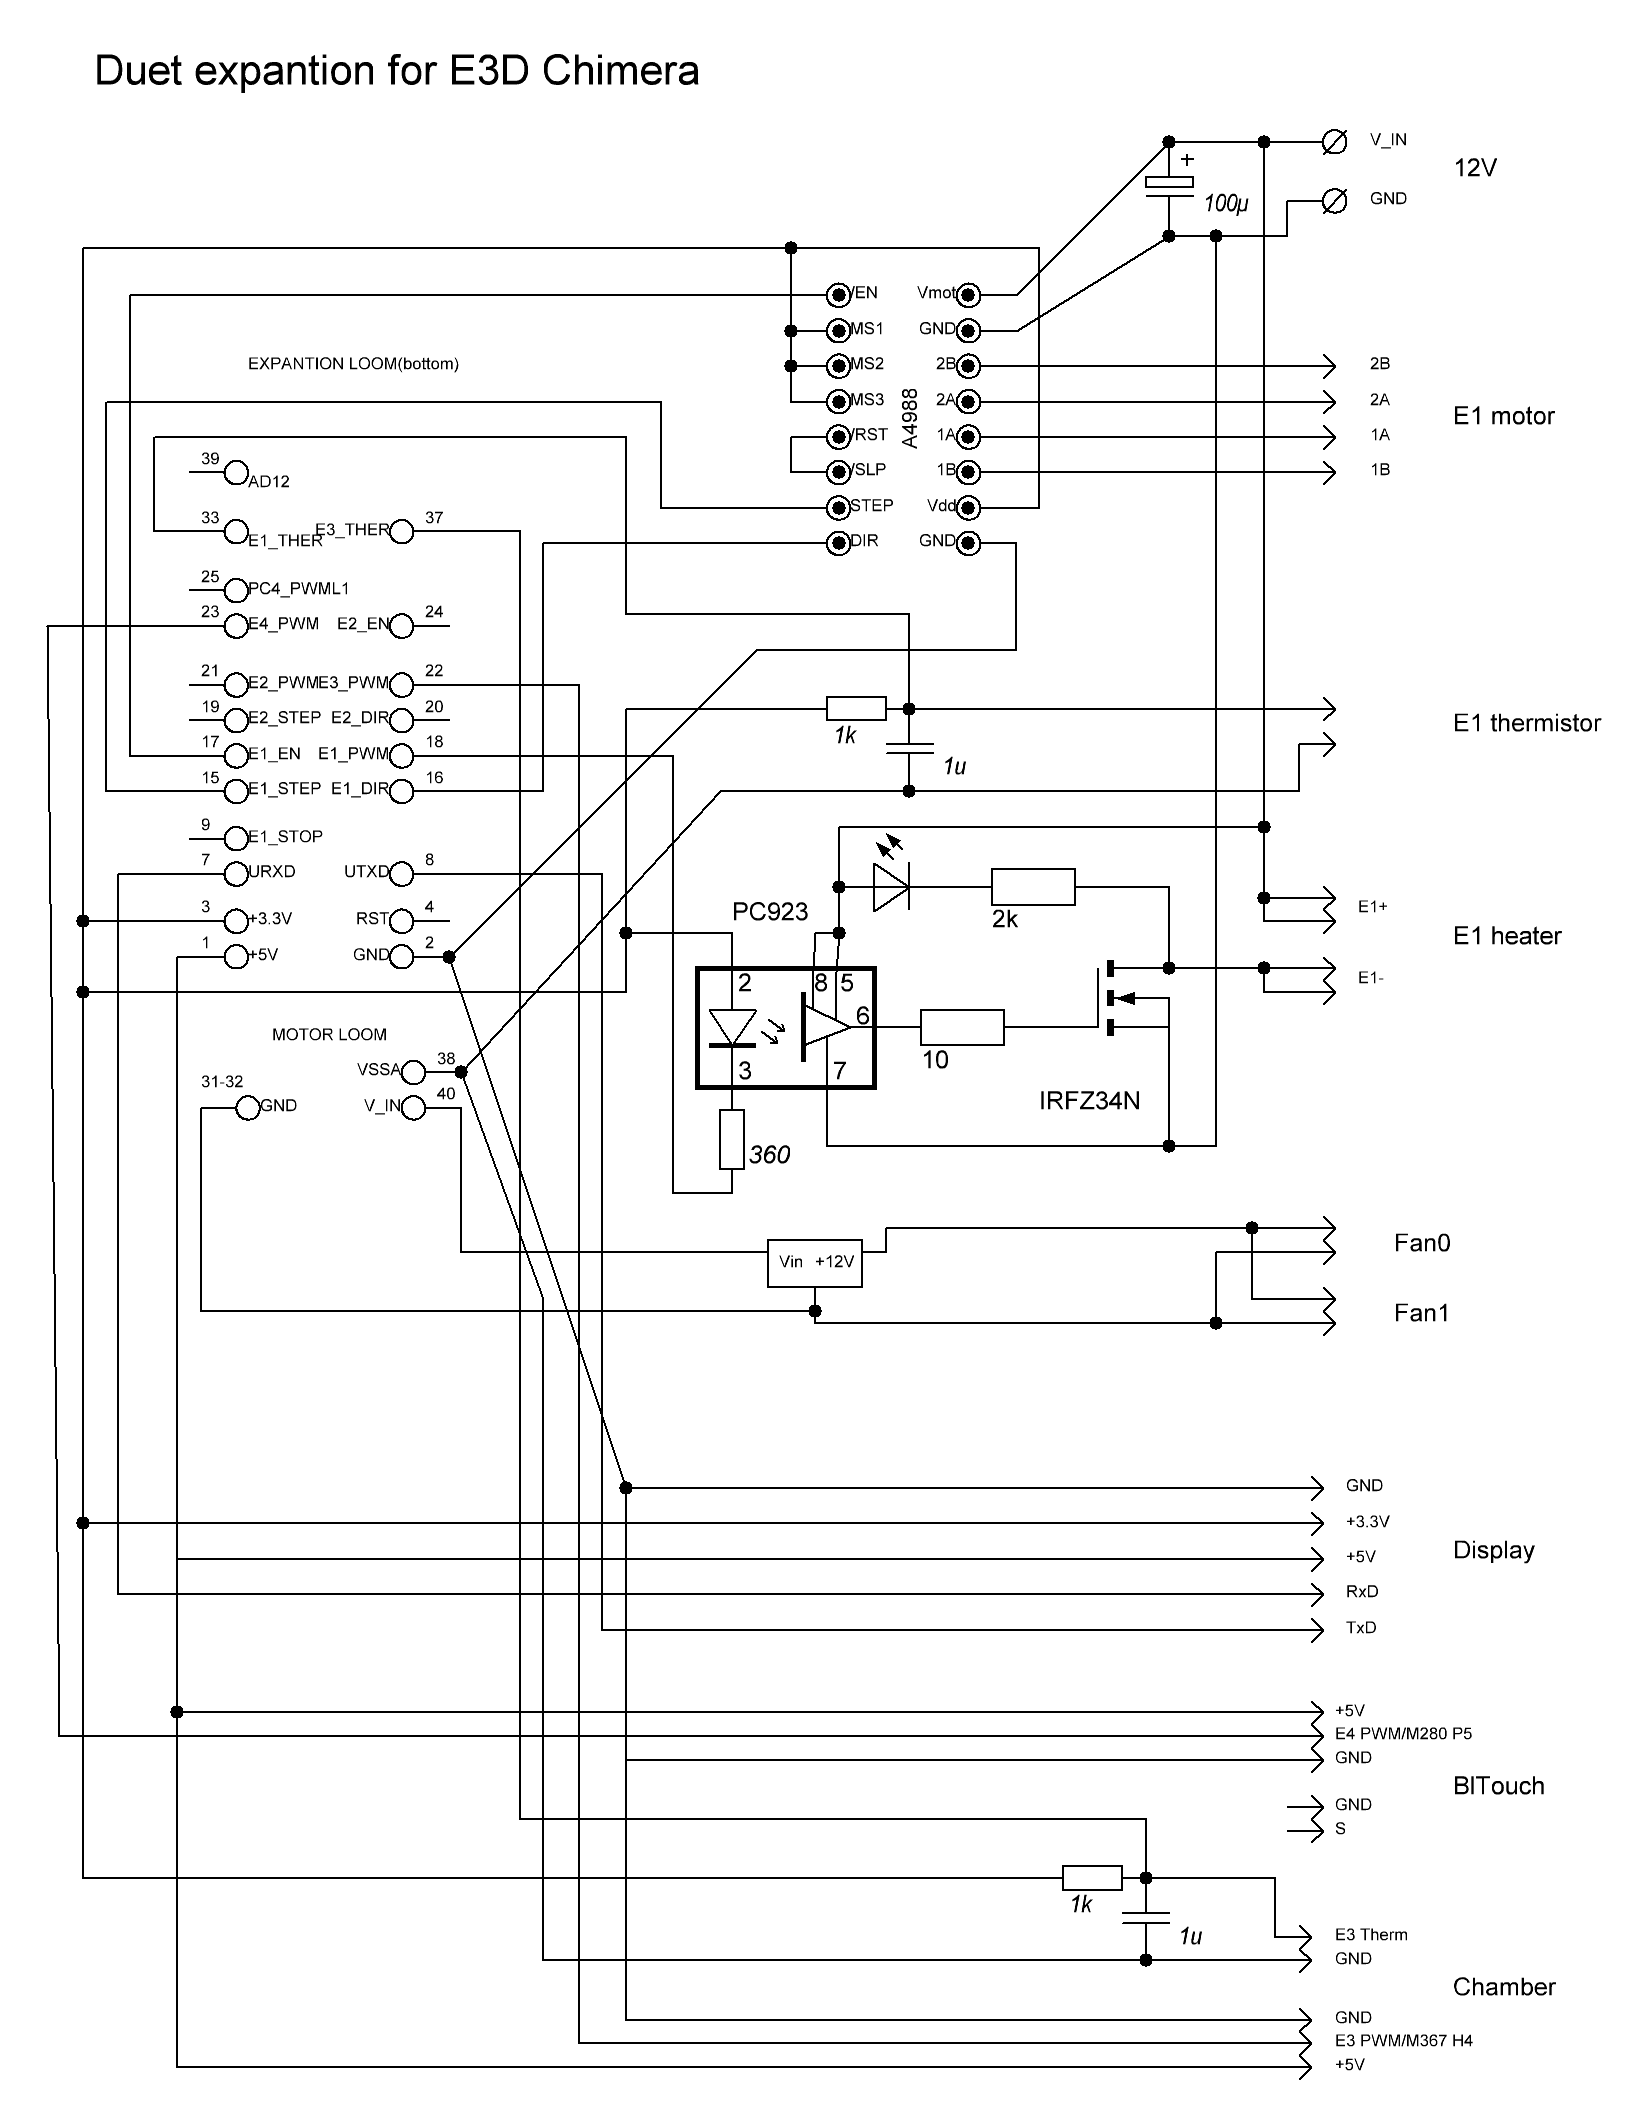 Duet expantion for E3D Chimera
V_IN
12V
GND
+
100µ
/EN
Vmot
MS1
GND
EXPANTION LOOM(bottom)
MS2
2B
2B
MS3
2A
2A
A4988
E1 motor
/RST
1A
1A
/SLP
1B
1B
39
AD12
STEP
Vdd
33
E1_THER
E3_THER
37
DIR
GND
25
PC4_PWML1
23
E4_PWM
E2_EN
24
21
E2_PWM
E3_PWM
22
19
E2_STEP
E2_DIR
20
1k
E1 thermistor
17
E1_EN
E1_PWM
18
1u
15
E1_STEP
E1_DIR
16
9
E1_STOP
7
URXD
UTXD
8
3
+3.3V
RST
4
PC923
2k
E1+
E1 heater
1
+5V
GND
2
2
8
5
E1-
6
MOTOR LOOM
10
VSSA
38
3
7
31-32
GND
V_IN
40
IRFZ34N
360
Vin
+12V
Fan0
Fan1
GND
+3.3V
Display
+5V
RxD
TxD
+5V
E4 PWM/M280 P5
GND
BlTouch
GND
S
1k
1u
E3 Therm
GND
Chamber
GND
E3 PWM/M367 H4
+5V